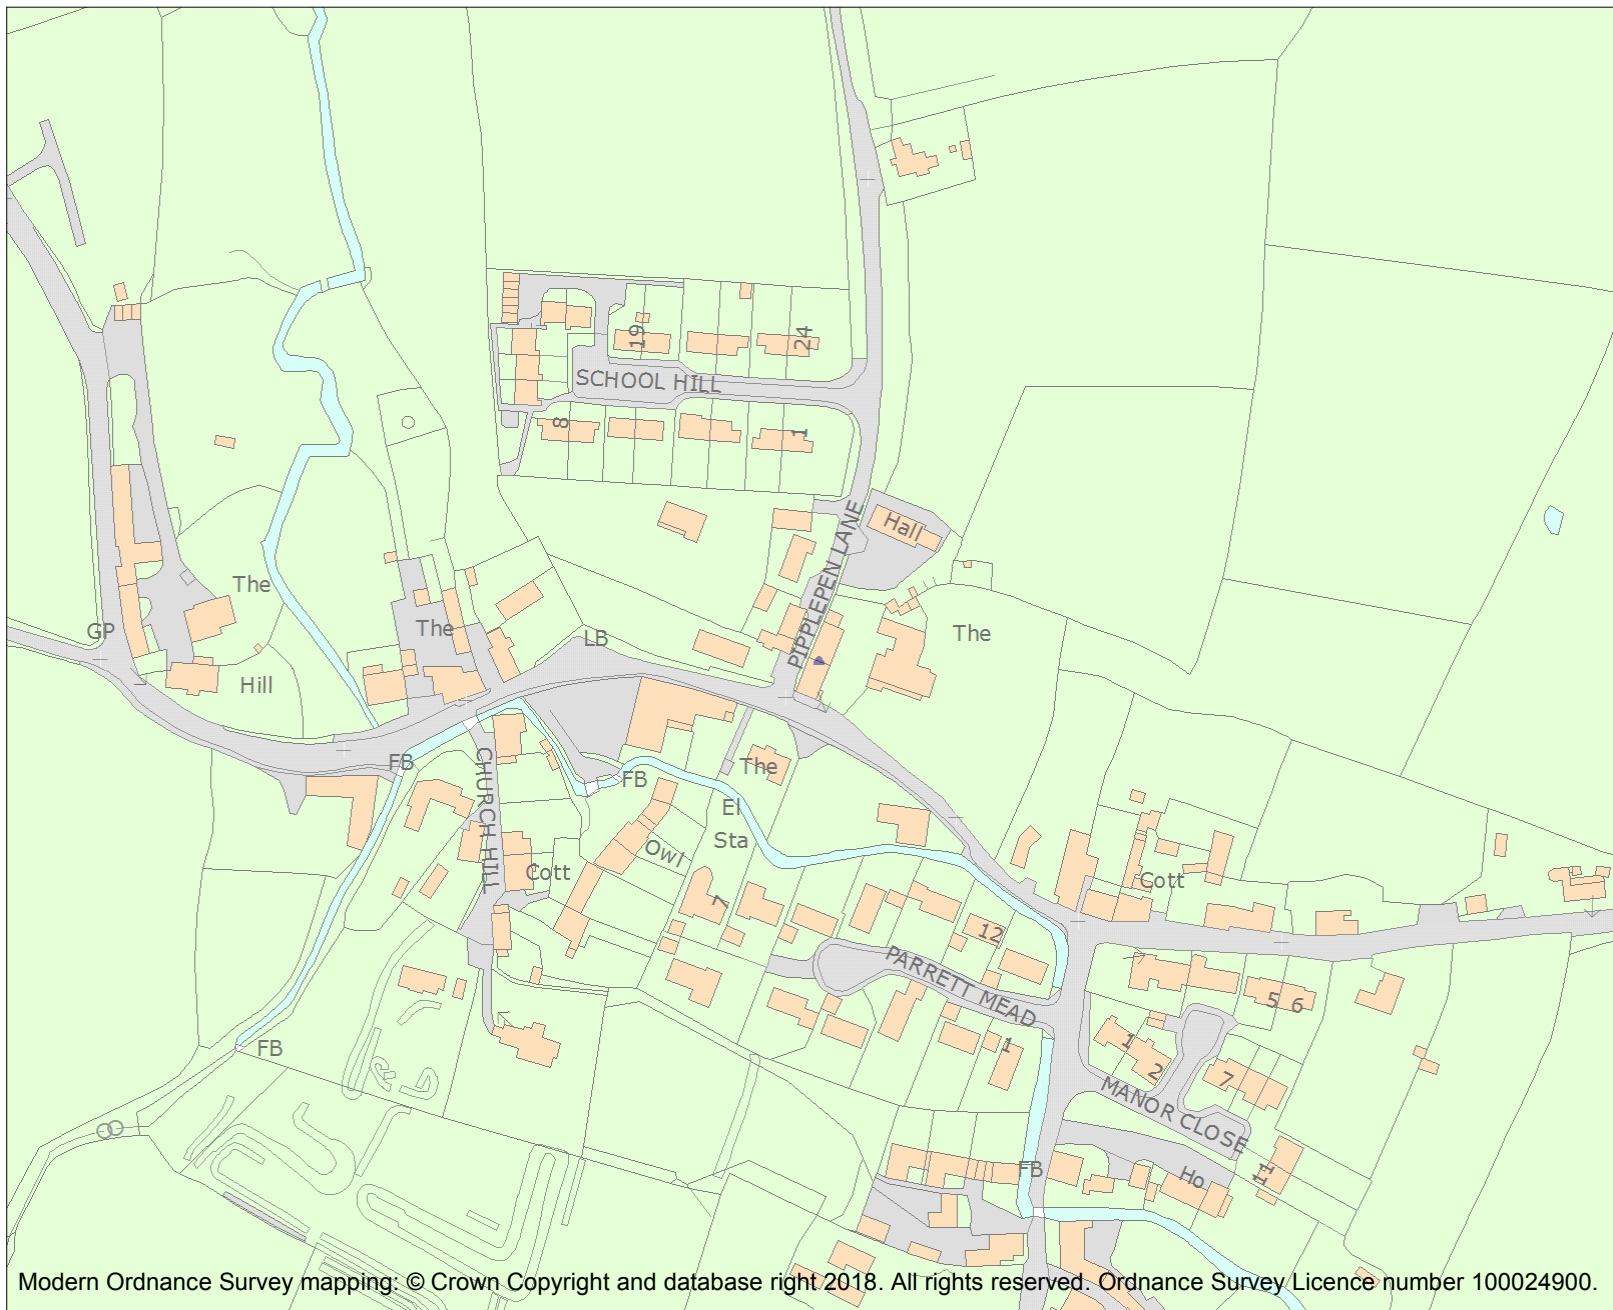 19
24
SCHOOL HILL
8
1
PIPPLEPEN LANE
Hall
The
GP
The
LB
The
Hill
FB
CHURCH HILL
FB
The
El
Sta
Owl
Cott
7
Cott
12
PARRETT MEAD
5 6
1
1
2
7
FB
MANOR CLOSE
FB
Ho
11
Modern Ordnance Survey mapping: © Crown Copyright and database right 2018. All rights reserved. Ordnance Survey Licence number 100024900.